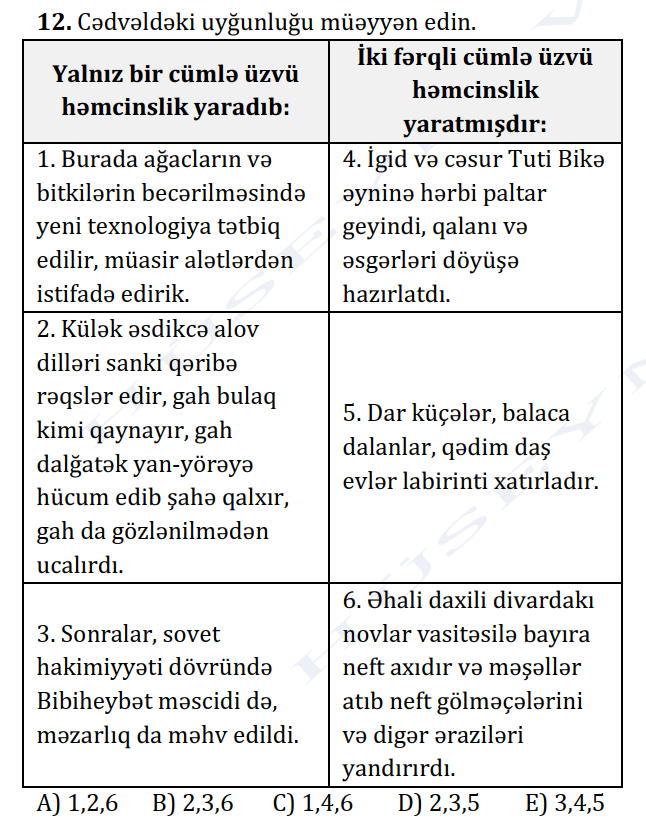 12. Cədvəldəki uyğunluğu müəyyən edin.
Yalnız bir cümlə üzvü
həmcinslik yaradıb:
İki fərqli cümlə üzvü
həmcinslik
yaratmışdır:
1. Burada ağacların və
bitkilərin becərilməsində
yeni texnologiya tətbiq
edilir, müasir alətlərdən
istifadə edirik.
4. İgid və cəsur Tuti Bikə
əyninə hərbi paltar
geyindi, qalanı və
əsgərləri döyüşə
hazırlatdı.
2. Külək əsdikcə alov
dilləri sanki qəribə
rəqslər edir, gah bulaq
kimi qaynayır, gah
dalğatək yan-yörəyə
hücum edib şahə qalxır,
gah da gözlənilmədən
ucalırdı.
5. Dar küçələr, balaca
dalanlar, qədim daş
evlər labirinti xatırladır.
3. Sonralar, sovet
hakimiyyəti dövründə
Bibiheybət məscidi də,
məzarlıq da məhv edildi.
6. Əhali daxili divardakı
novlar vasitəsilə bayıra
neft axıdır və məşəllər
atıb neft gölməçələrini
və digər əraziləri
yandırırdı.
A) 1,2,6 B) 2,3,6 C) 1,4,6 D) 2,3,5 E) 3,4,5